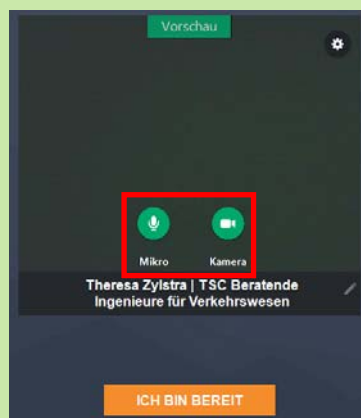 Vorschau
Mikro Kamera
Theresa Zylstra | TSC Beratende
Ingenieure für Verkehrswesen
ICH BIN BEREIT